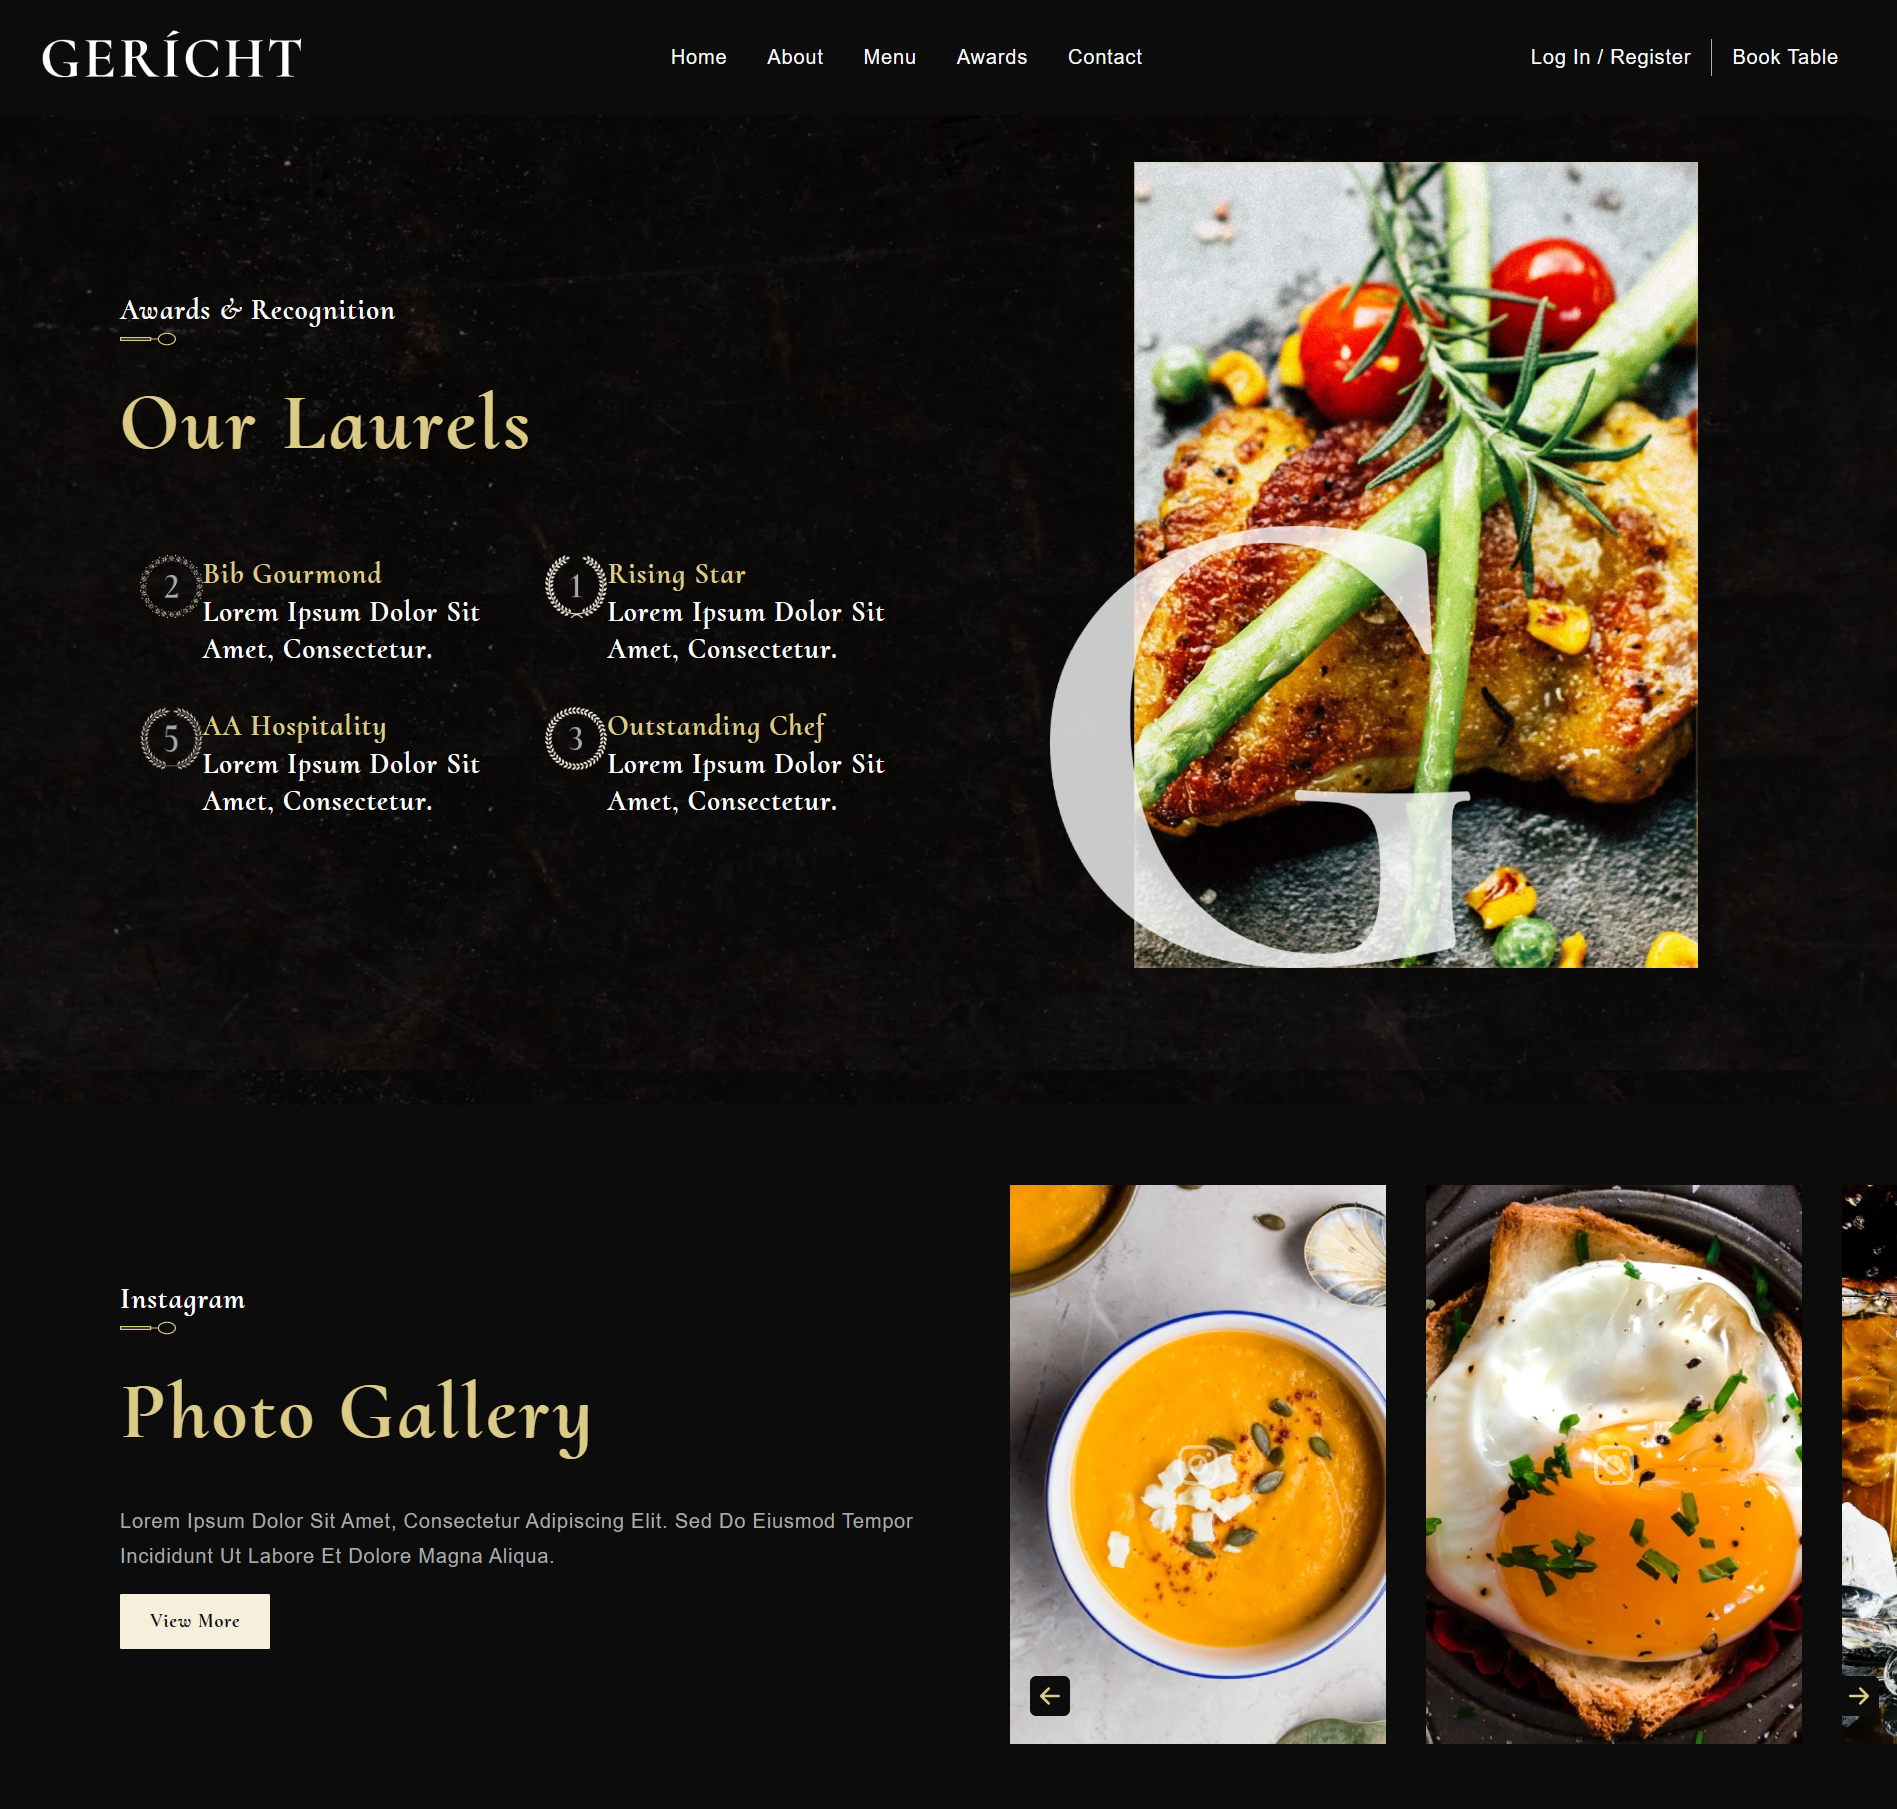 GERÍCHT
Home About Menu Awards Contact
Log In / Register Book Table
Awards & Recognition
Our Laurels
2 Bib Gourmond
Lorem Ipsum Dolor Sit
Amet, Consectetur.
1 Rising Star
Lorem Ipsum Dolor Sit
Amet, Consectetur.
5 AA Hospitality
Lorem Ipsum Dolor Sit
Amet, Consectetur.
3 Outstanding Chef
Lorem Ipsum Dolor Sit
Amet, Consectetur.
G
Instagram
Photo Gallery
Lorem Ipsum Dolor Sit Amet, Consectetur Adipiscing Elit. Sed Do Eiusmod Tempor
Incididunt Ut Labore Et Dolore Magna Aliqua.
View More